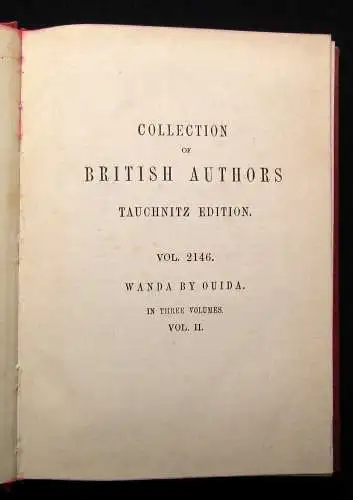 COLLECTION
OF
BRITISH AUTHORS
TAUCHNITZ EDITION.
VOL. 2146.
WANDA BY OUIDA.
IN THREE VOLUMES.
VOL. II.